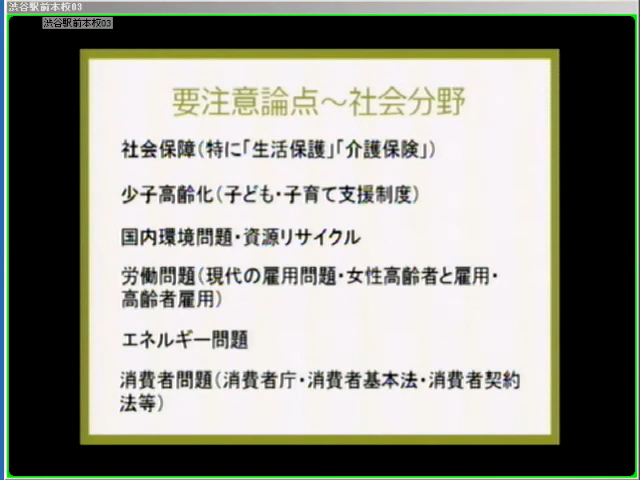 渋谷駅前本校03
渋谷駅前本校03
要注意論点～社会分野
社会保障(特に「生活保護」「介護保険」)
少子高齢化(子ども・子育て支援制度)
国内環境問題・資源リサイクル
労働問題(現代の雇用問題・女性高齢者と雇用・
高齢者雇用)
エネルギー問題
消費者問題(消費者庁・消費者基本法・消費者契約
法等)